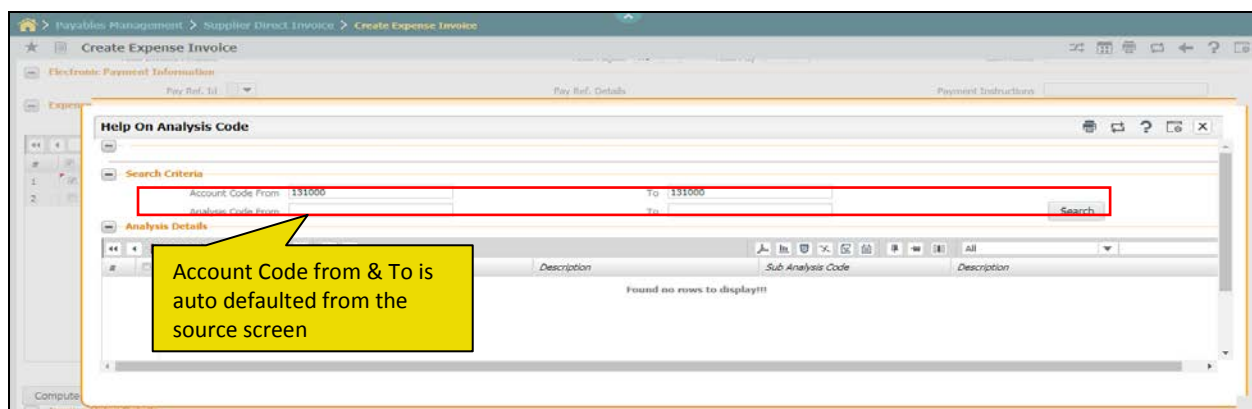 Payables Management > Supplier Direct Invoice > Create Expense Invoice
Create Expense Invoice
Electronic Payment Information
Pay Ref. Id Pay Ref. Details Payment Instructions
Help On Analysis Code
Search Criteria
Account Code From 131000 To 131000
Analysis Code From To Search
Analysis Details
All
# Description Sub Analysis Code Description
Found no rows to display!!!
Account Code from & To is
auto defaulted from the
source screen
#
1
2
Compute